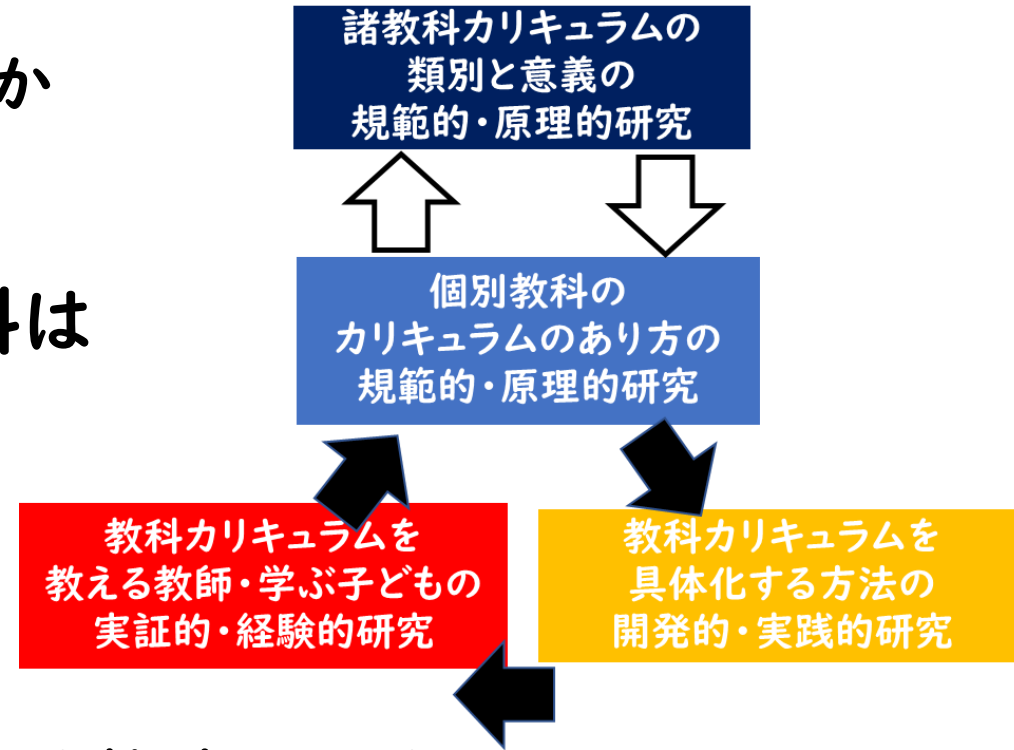 諸教科カリキュラムの
類別と意義の
規範的・原理的研究
か
個別教科の
カリキュラムのあり方の
規範的・原理的研究
科は
教科カリキュラムを
教える教師・学ぶ子どもの
実証的・経験的研究
教科カリキュラムを
具体化する方法の
開発的・実践的研究